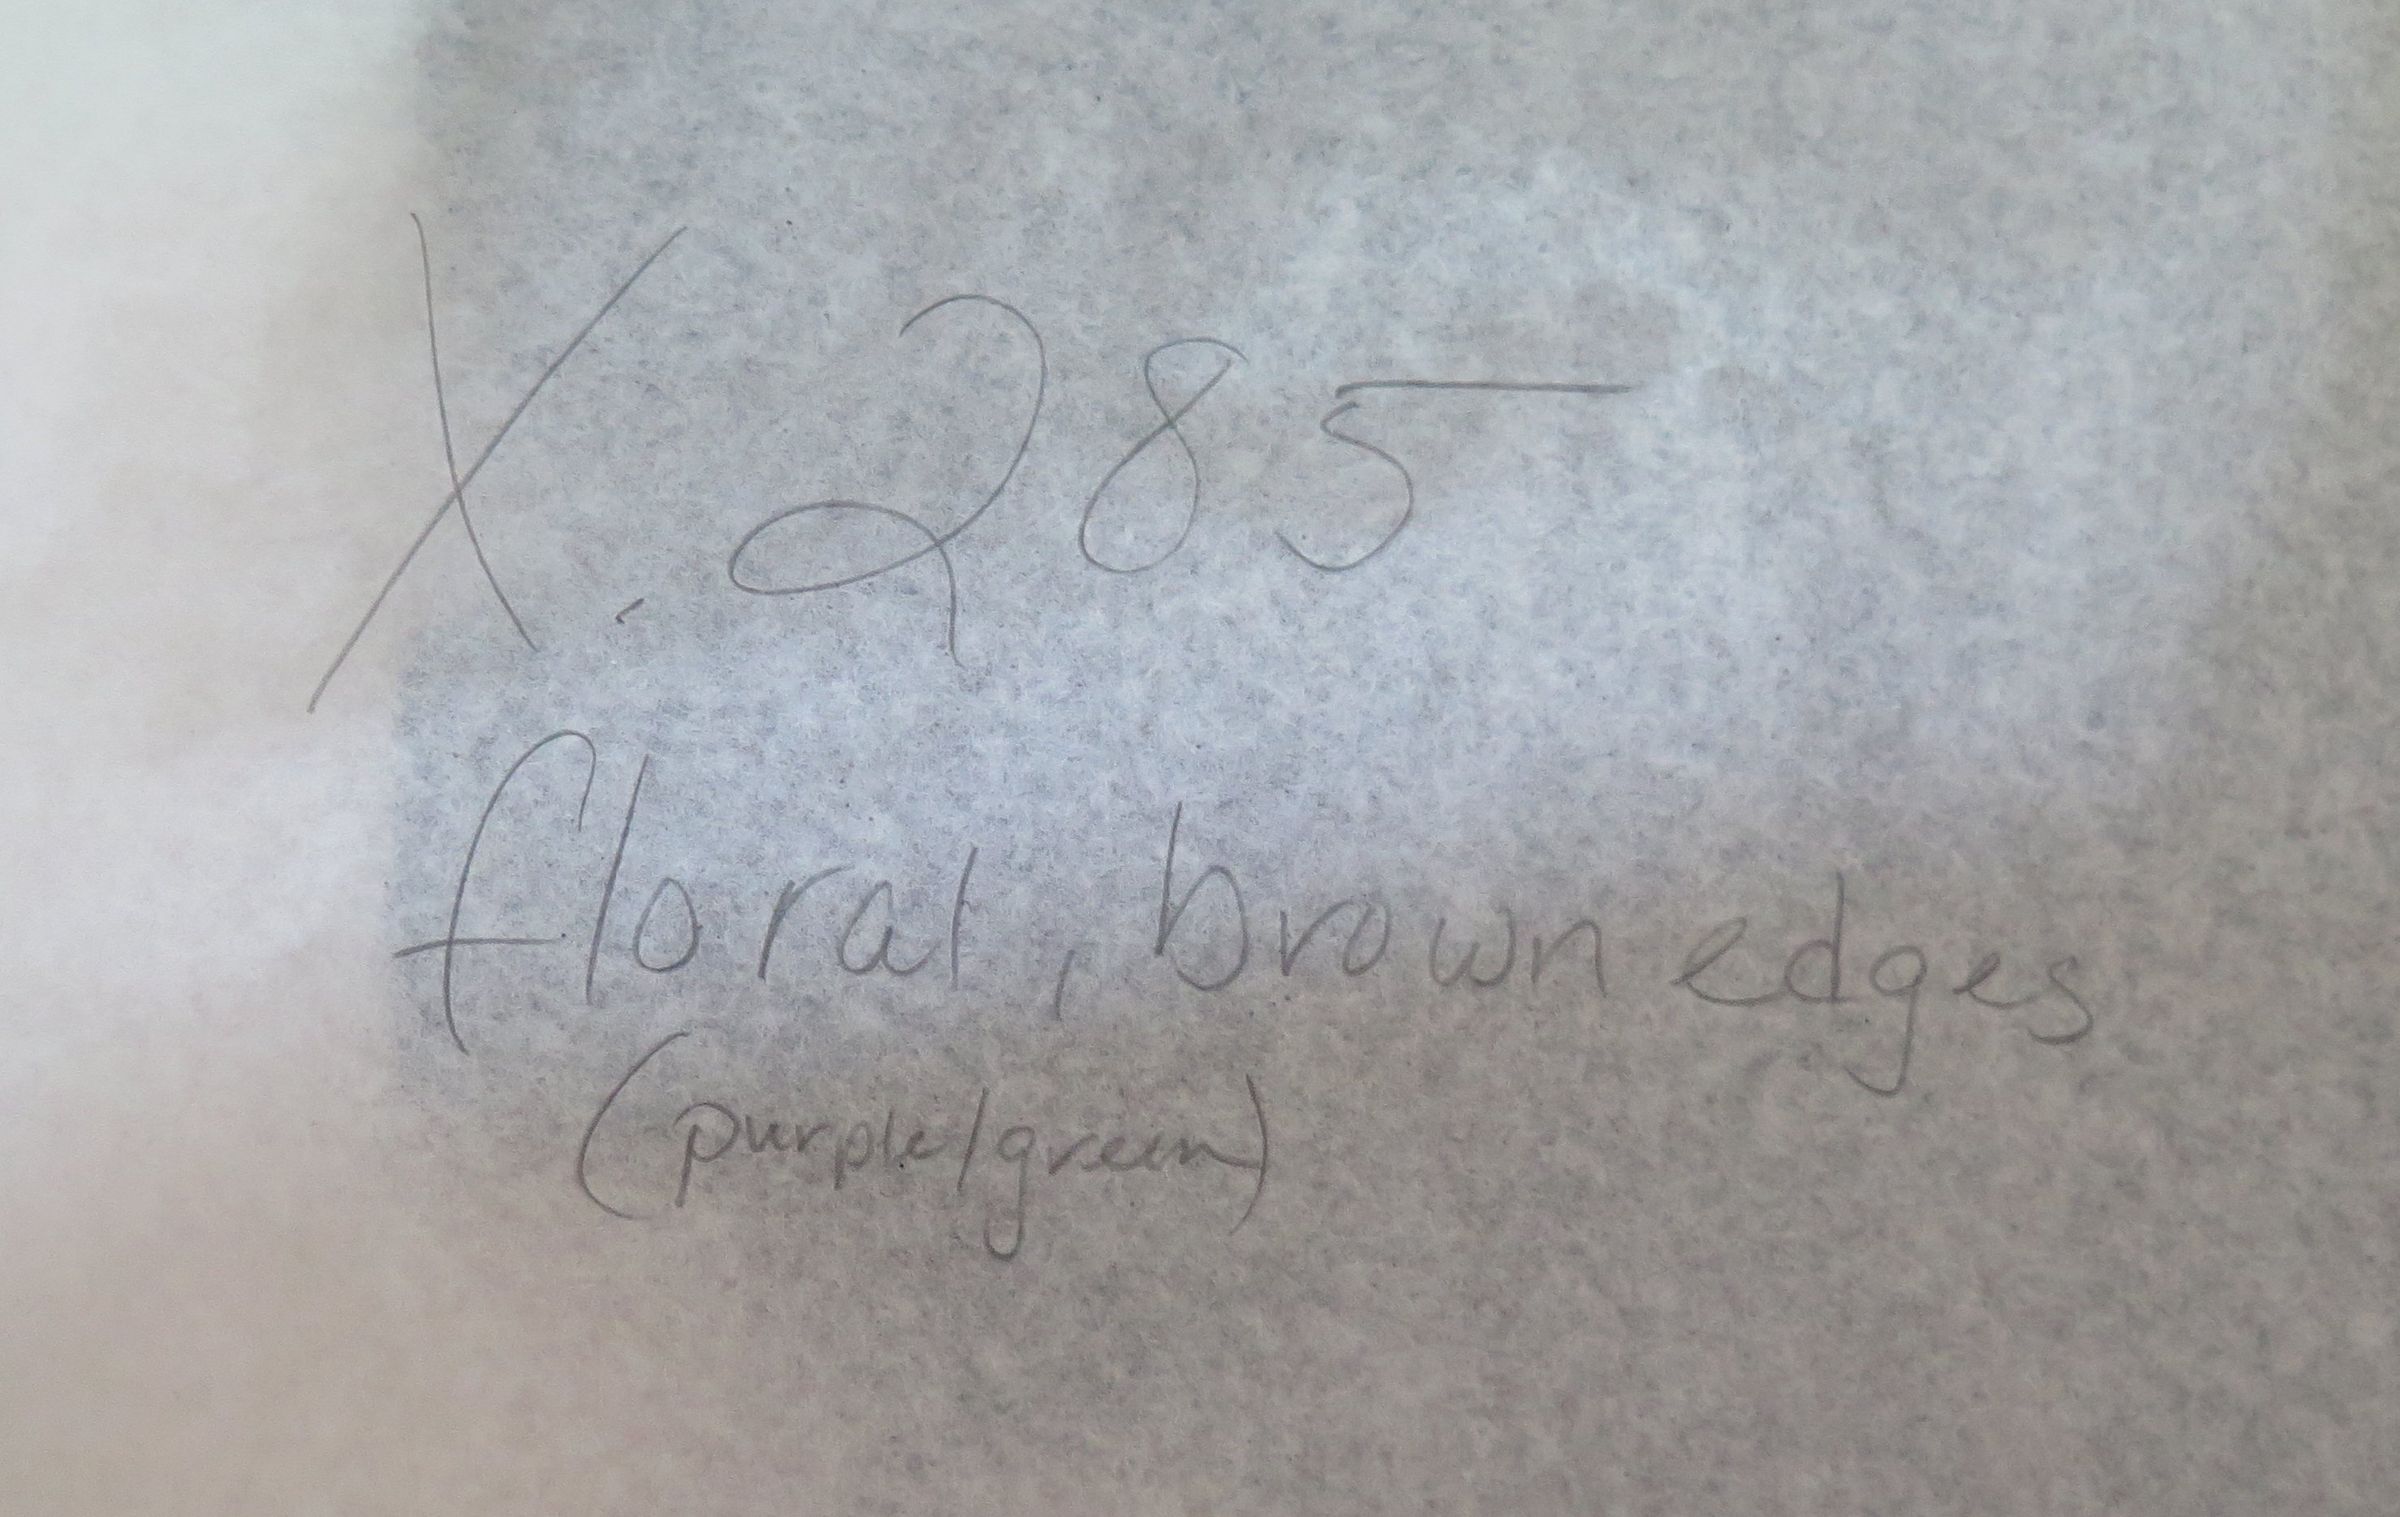 X.285
floral, brown edges
(purple/green)